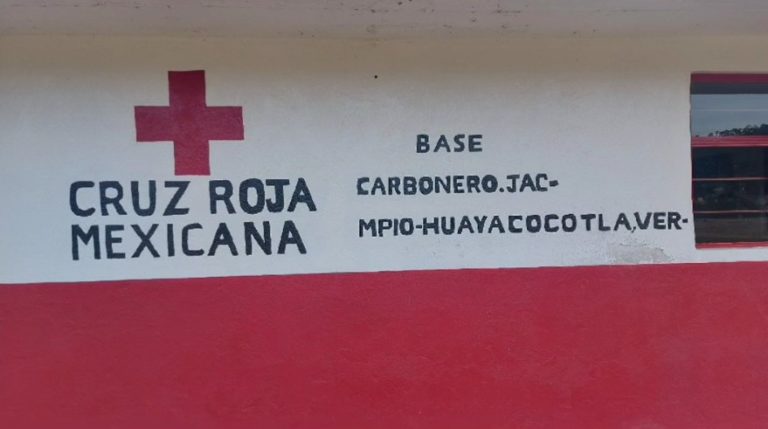 CRUZ ROJA
MEXICANA
BASE
CARBONERO.JAC-
MPIO-HUAYACOCOTLA,VER-